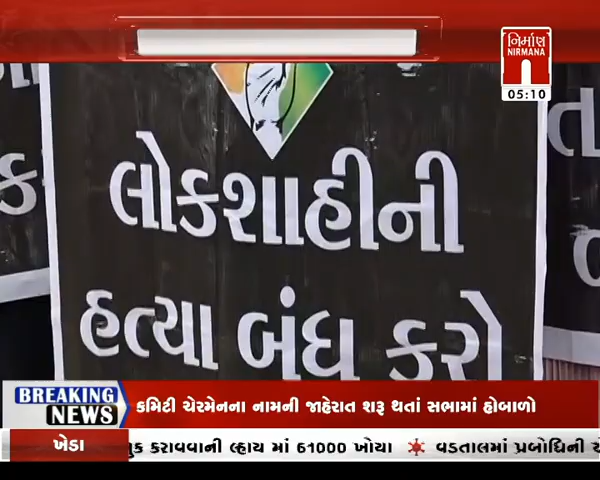 નિર્માણ
NIRMANA
05:10
લોકશાહીની
હત્યા બંધ કરો
BREAKING NEWS
કમિટી ચેરમેનના નામની જાહેરાત શરૂ થતાં સભામાં હોબાળો
ખેડા
કરાવવાની લ્હાય માં 61000 ખોયા
વડતાલમાં પ્રબોધિની